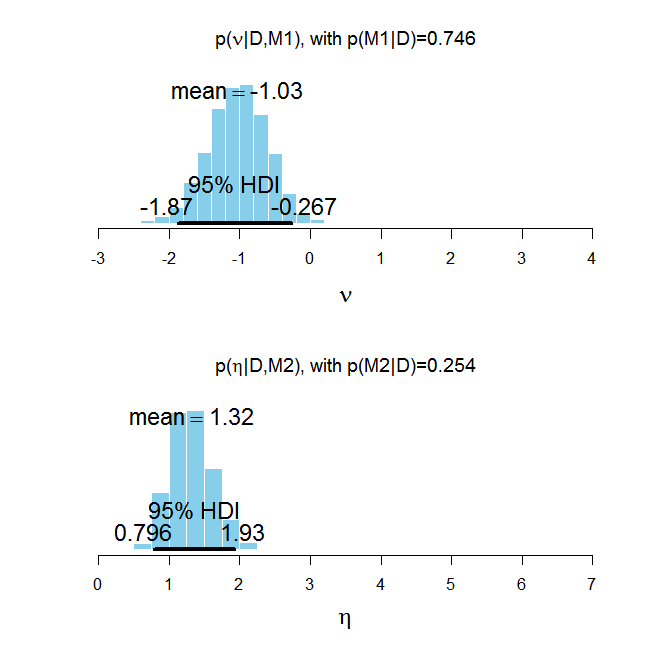 p(ν|D,M1), with p(M1|D)=0.746
mean = -1.03
95% HDI
-1.87 -0.267
-3 -2 -1 0 1 2 3 4
ν
p(η|D,M2), with p(M2|D)=0.254
mean = 1.32
95% HDI
0.796 1.93
0 1 2 3 4 5 6 7
η